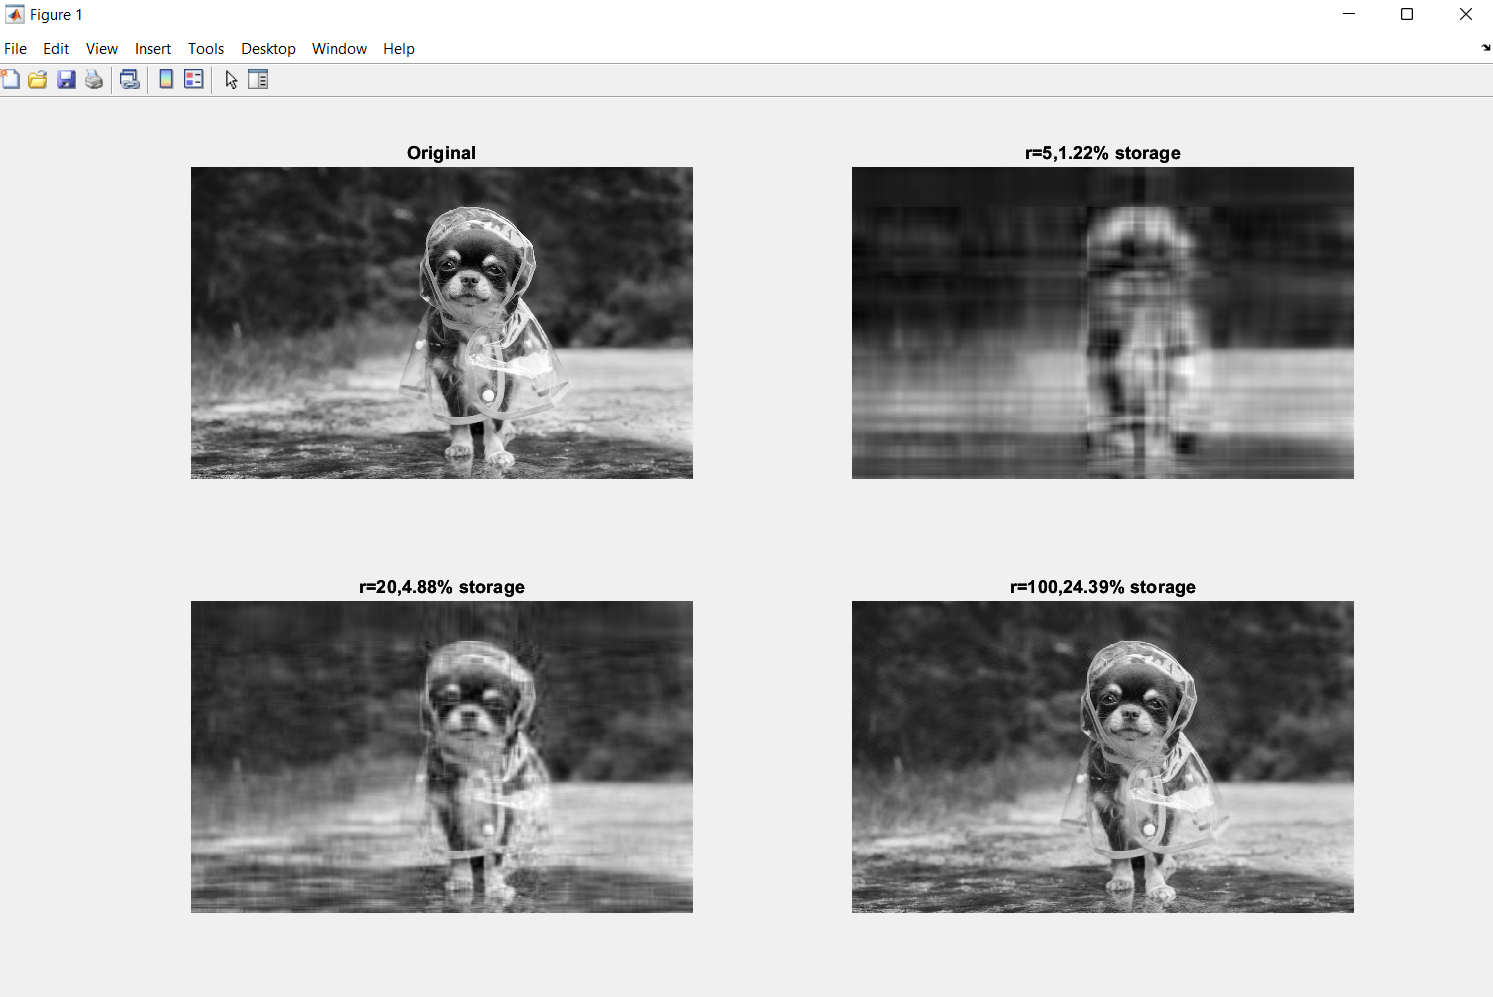 Figure 1
File Edit View Insert Tools Desktop Window Help
Original
r=5,1.22% storage
r=20,4.88% storage
r=100,24.39% storage